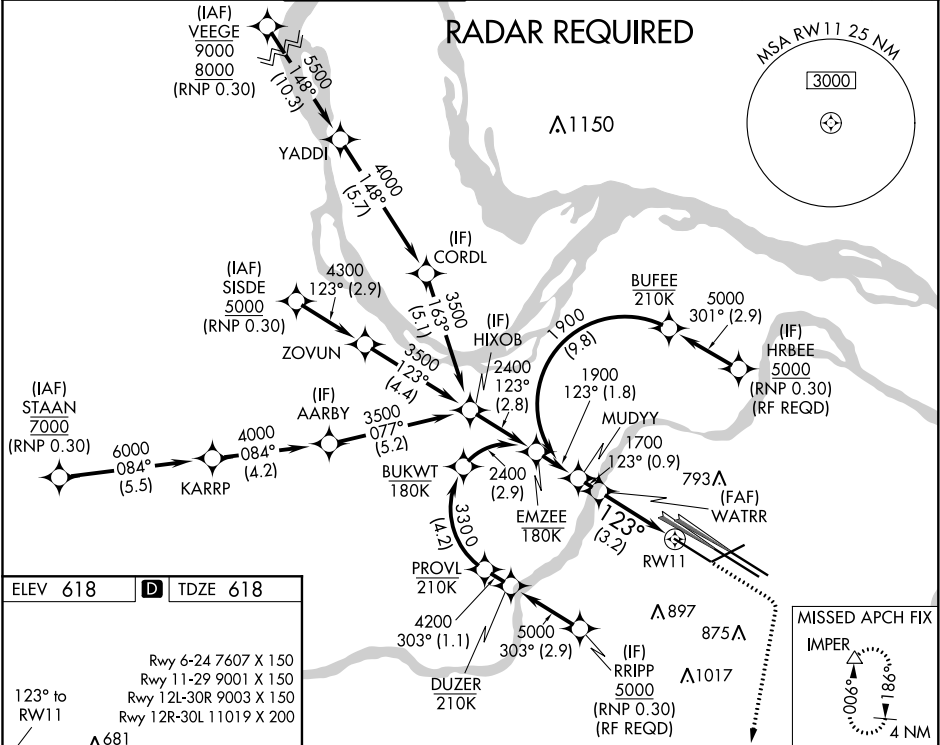 RADAR REQUIRED
(IAF)
VEEGE
9000
8000
(RNP 0.30)
5500
148°
(10.3)
MSA RW11 25 NM
3000
1150
YADDI
4000
148°
(5.7)
(IF)
CORDL
3500
163°
(5.1)
(IAF)
SISDE
5000
(RNP 0.30)
4300
123° (2.9)
ZOVUN
3500
123°
(4.4)
(IF)
HIXOB
2400
123°
(2.8)
BUFEE
210K
5000
301° (2.9)
(IF)
HRBEE
5000
(RNP 0.30)
(RF REQD)
1900
(9.8)
1900
123° (1.8)
MUDYY
1700
123° (0.9)
793
(FAF)
WATRR
(IAF)
STAAN
7000
(RNP 0.30)
6000
084°
(5.5)
KARRP
4000
084°
(4.2)
(IF)
AARBY
3500
077°
(5.2)
BUKWT
180K
2400
(2.9)
EMZEE
180K
123°
(3.2)
RW11
3300
(4.2)
PROVL
210K
4200
303° (1.1)
DUZER
210K
5000
303° (2.9)
(IF)
RRIPP
5000
(RNP 0.30)
(RF REQD)
897
875
1017
ELEV 618 D TDZE 618
Rwy 6-24 7607 X 150
Rwy 11-29 9001 X 150
Rwy 12L-30R 9003 X 150
Rwy 12R-30L 11019 X 200
123° to
RW11
681
MISSED APCH FIX
IMPER
006°
186°
4 NM